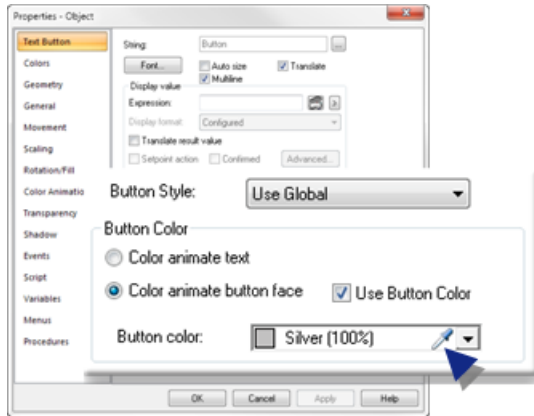 Properties - Object
Text Button
Colors
Geometry
General
Movement
Scaling
Rotation/Fill
Color Animatio
Transparency
Shadow
Events
Script
Variables
Menus
Procedures
String: Button ...
Font... Auto size Translate
Multiline
Display value
Expression:
Display format: Configured
Translate result value
Setpoint action Confirmed Advanced...
Button Style: Use Global
Button Color
Color animate text
Color animate button face Use Button Color
Button color: Silver (100%)
OK Cancel Apply Help